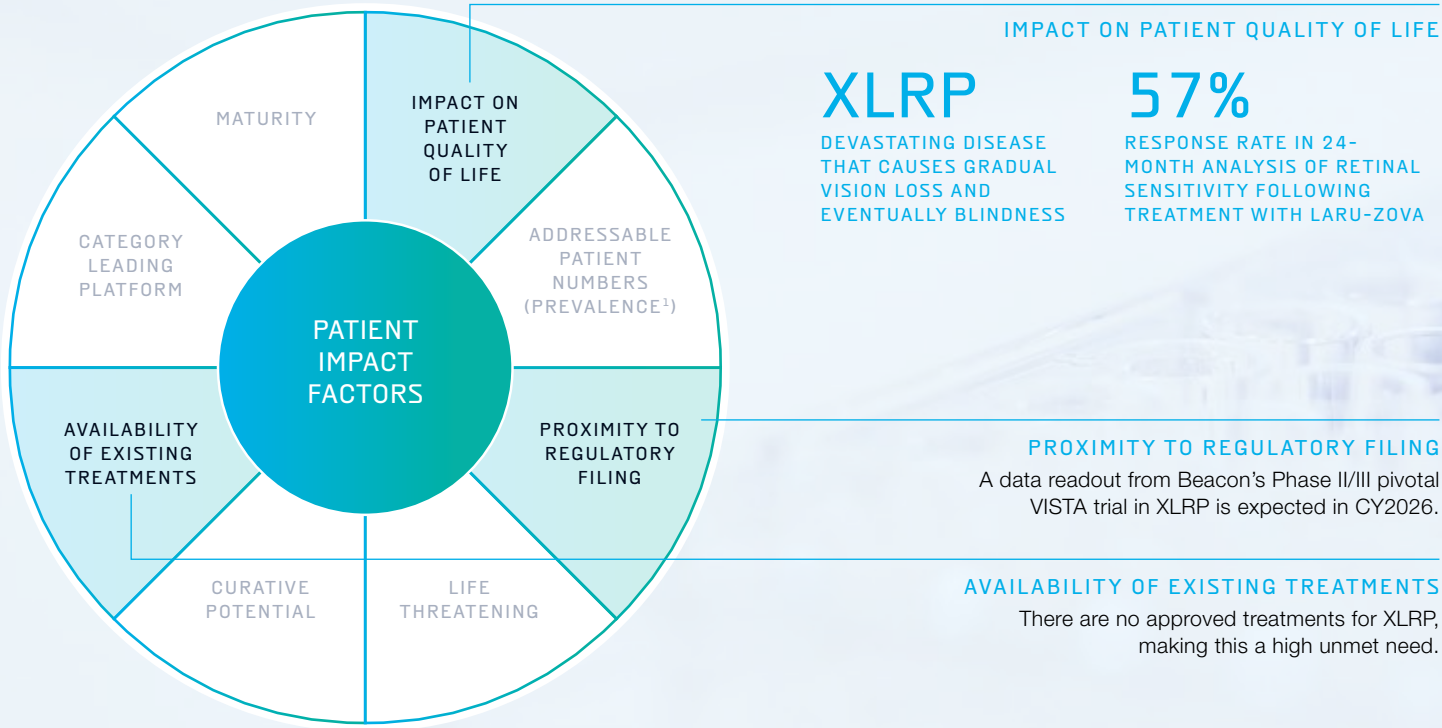 MATURITY
IMPACT ON
PATIENT
QUALITY
OF LIFE
ADDRESSABLE
PATIENT
NUMBERS
(PREVALENCE¹)
PROXIMITY TO
REGULATORY
FILING
LIFE
THREATENING
CURATIVE
POTENTIAL
AVAILABILITY
OF EXISTING
TREATMENTS
CATEGORY
LEADING
PLATFORM
PATIENT
IMPACT
FACTORS
IMPACT ON PATIENT QUALITY OF LIFE
XLRP
DEVASTATING DISEASE
THAT CAUSES GRADUAL
VISION LOSS AND
EVENTUALLY BLINDNESS
57%
RESPONSE RATE IN 24-
MONTH ANALYSIS OF RETINAL
SENSITIVITY FOLLOWING
TREATMENT WITH LARU-ZOVA
PROXIMITY TO REGULATORY FILING
A data readout from Beacon’s Phase II/III pivotal
VISTA trial in XLRP is expected in CY2026.
AVAILABILITY OF EXISTING TREATMENTS
There are no approved treatments for XLRP,
making this a high unmet need.